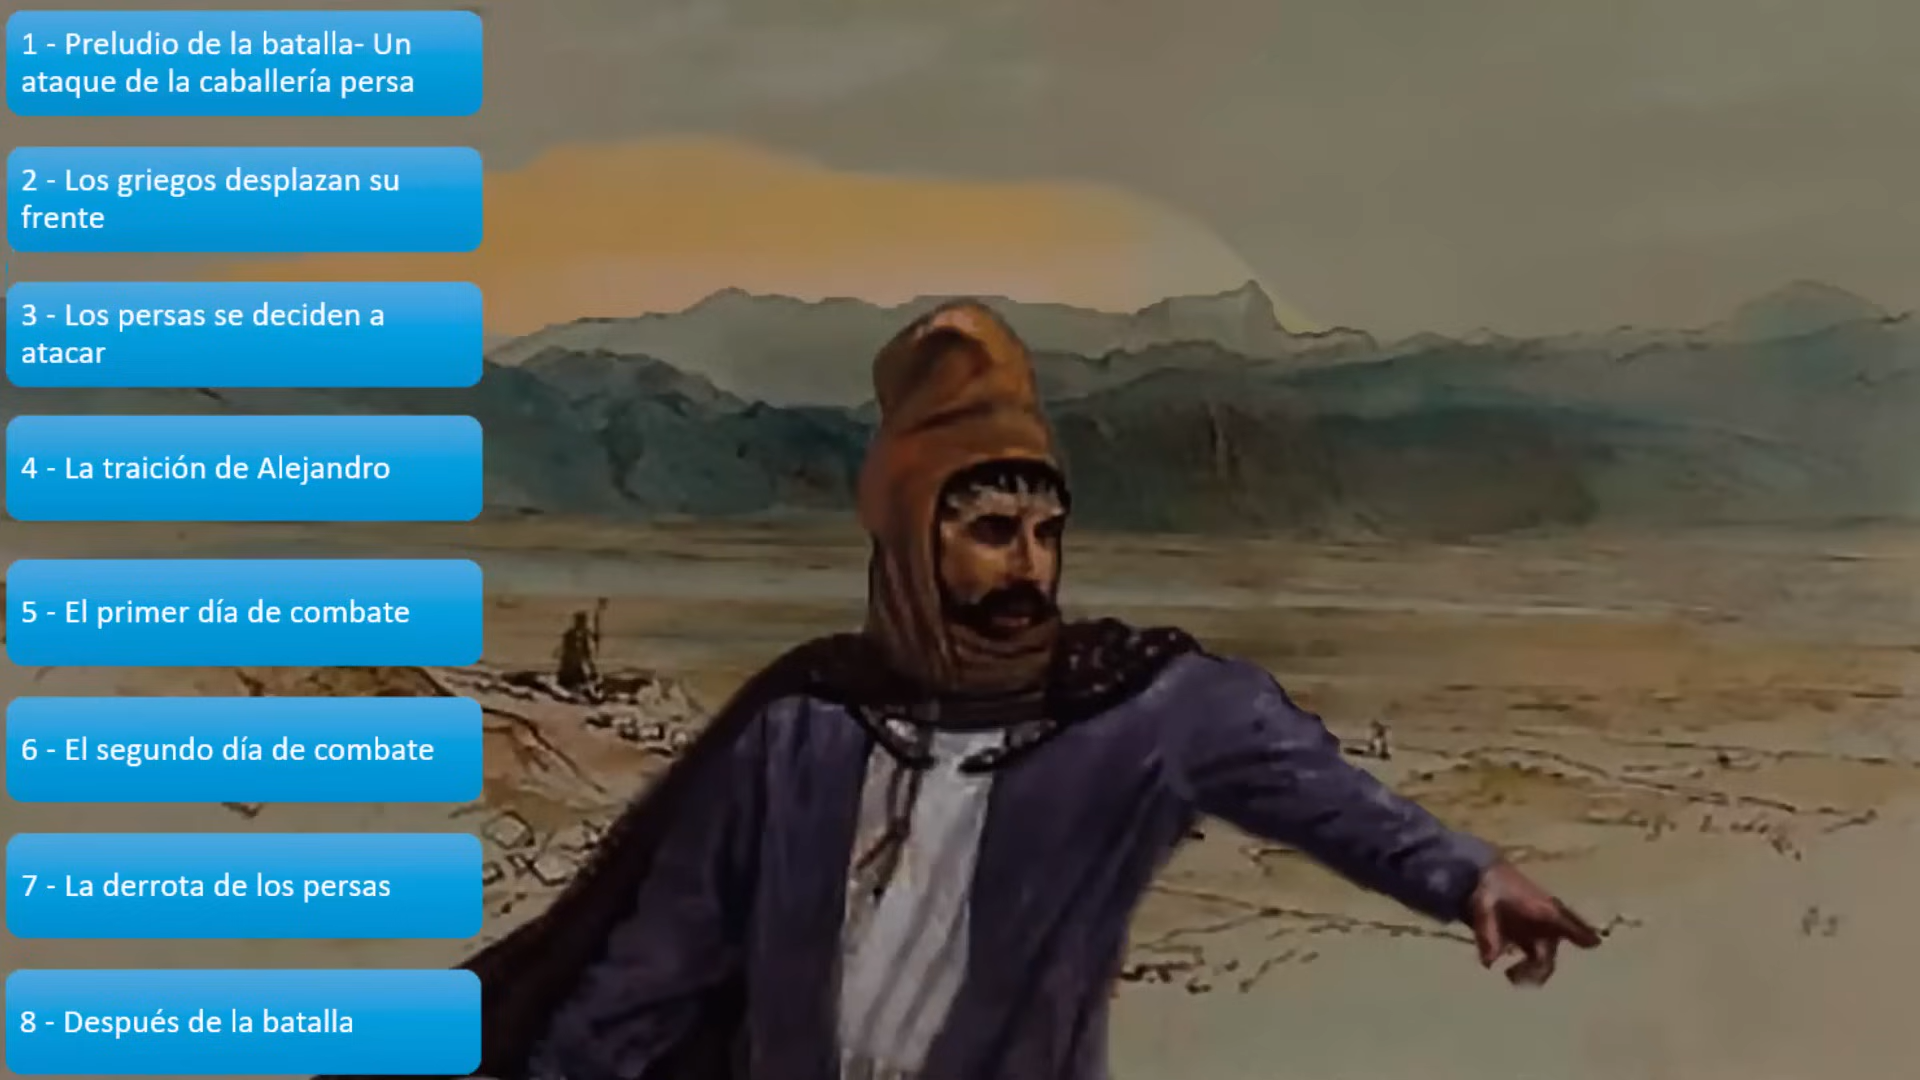 1 - Preludio de la batalla- Un
ataque de la caballería persa
2 - Los griegos desplazan su
frente
3 - Los persas se deciden a
atacar
4 - La traición de Alejandro
5 - El primer día de combate
6 - El segundo día de combate
7 - La derrota de los persas
8 - Después de la batalla